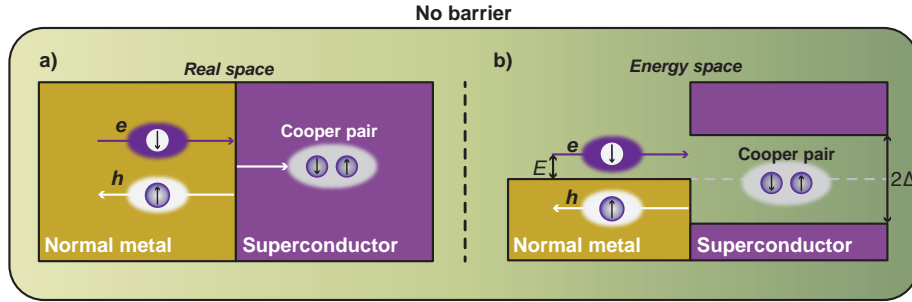 No barrier
a)
Real space
e
h
Cooper pair
Normal metal
Superconductor
b)
Energy space
e
E
h
Cooper pair
2Δ
Normal metal
Superconductor